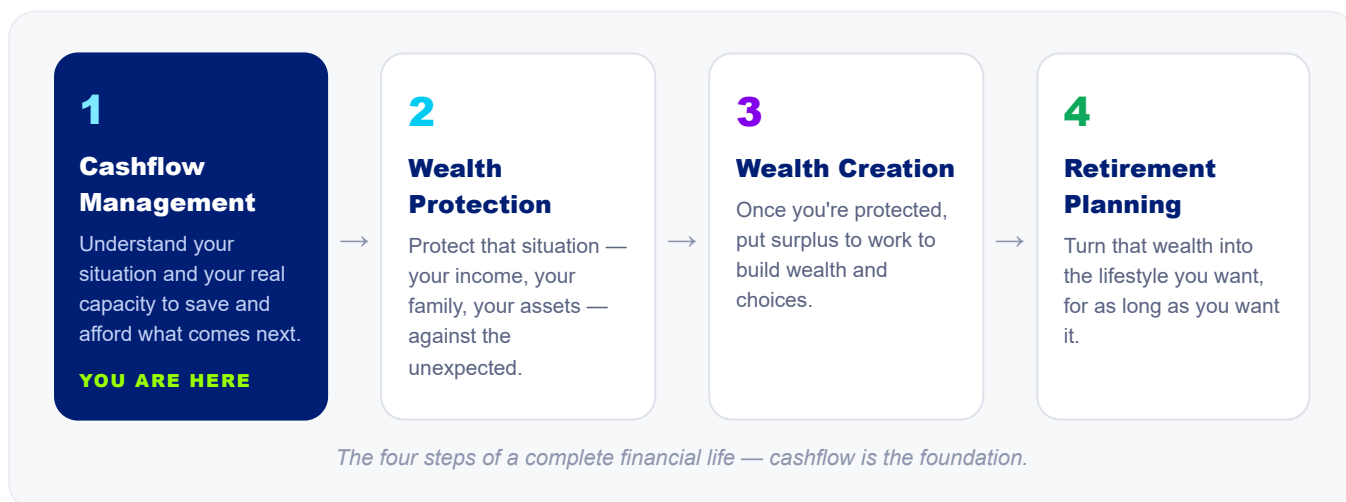 1
Cashflow
Management
Understand your
situation and your real
capacity to save and
afford what comes next.
YOU ARE HERE
→
2
Wealth
Protection
Protect that situation —
your income, your
family, your assets —
against the
unexpected.
→
3
Wealth Creation
Once you're protected,
put surplus to work to
build wealth and
choices.
→
4
Retirement
Planning
Turn that wealth into
the lifestyle you want,
for as long as you want
it.
The four steps of a complete financial life — cashflow is the foundation.